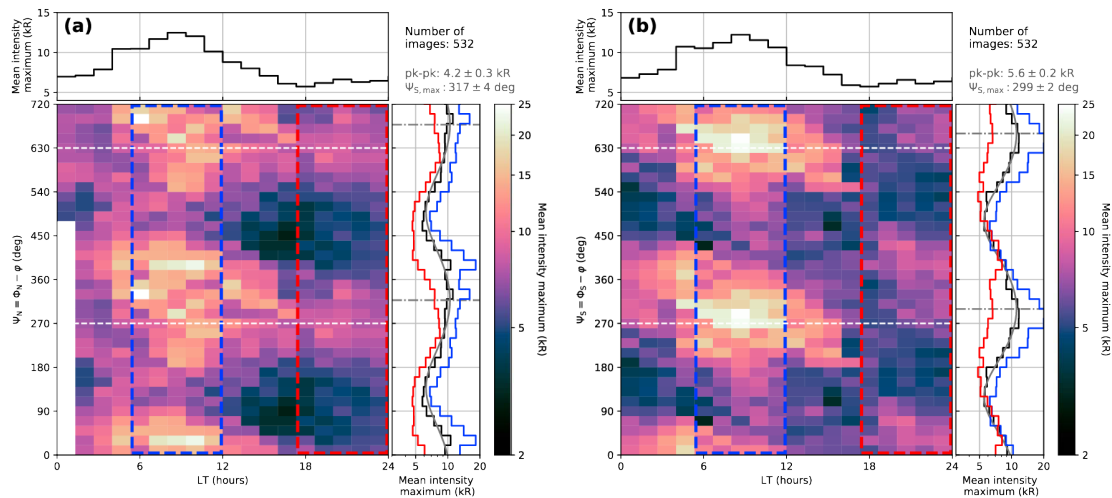 (a)
15
10
5
Mean intensity
maximum (kR)
Number of
images: 532
pk-pk: 4.2 ± 0.3 kR
Ψ_S, max : 317 ± 4 deg
720
630
540
450
360
270
180
90
0
Ψ_N = Φ_N − φ (deg)
0
6
12
18
24
LT (hours)
5
10
20
Mean intensity
maximum (kR)
25
20
15
10
5
2
Mean intensity maximum (kR)
(b)
15
10
5
Mean intensity
maximum (kR)
Number of
images: 532
pk-pk: 5.6 ± 0.2 kR
Ψ_S, max : 299 ± 2 deg
720
630
540
450
360
270
180
90
0
Ψ_S = Φ_S − φ (deg)
0
6
12
18
24
LT (hours)
5
10
20
Mean intensity
maximum (kR)
25
20
15
10
5
2
Mean intensity maximum (kR)